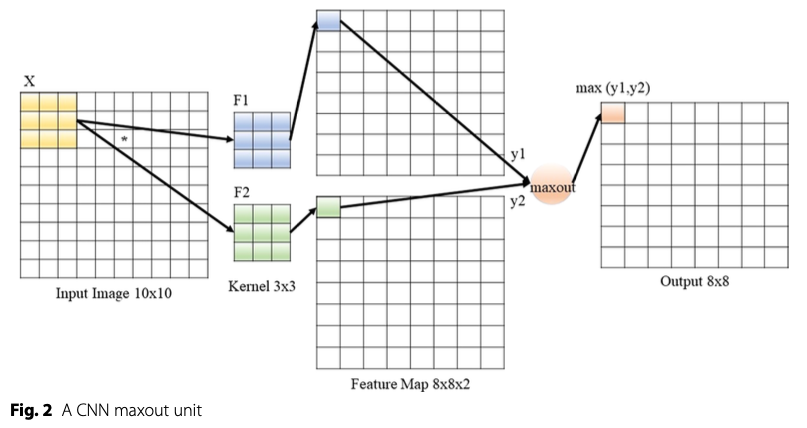 X
*
F1
F2
Input Image 10x10
Kernel 3x3
y1
y2
Feature Map 8x8x2
maxout
max (y1,y2)
Output 8x8
Fig. 2 A CNN maxout unit